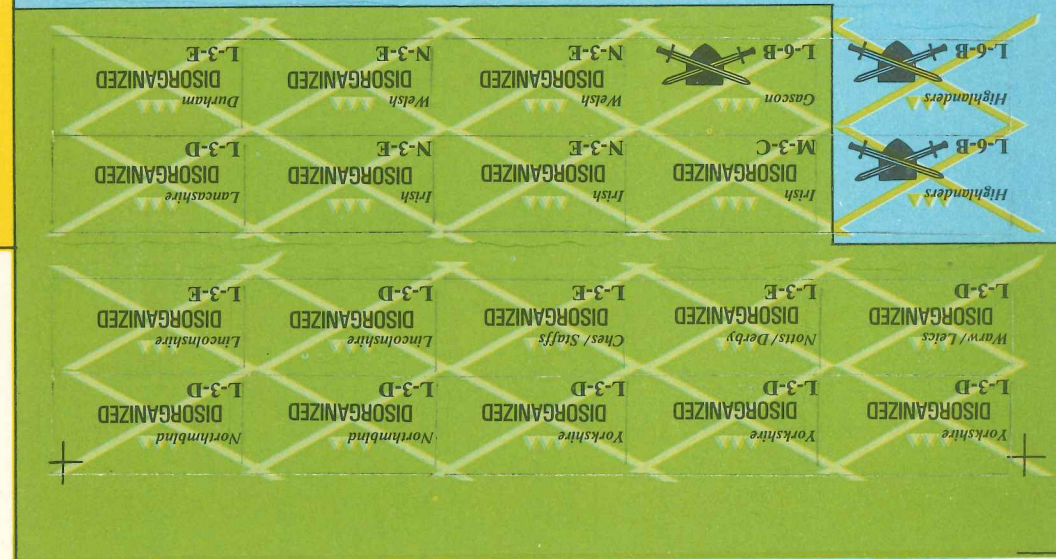 Yorkshire
DISORGANIZED
L-3-D
Yorkshire
DISORGANIZED
L-3-D
Yorkshire
DISORGANIZED
L-3-D
Northmblnd
DISORGANIZED
L-3-D
Northmblnd
DISORGANIZED
L-3-D
Warw/Leics
DISORGANIZED
L-3-D
Notts/Derby
DISORGANIZED
L-3-E
Ches/Staffs
DISORGANIZED
L-3-E
Lincolnshire
DISORGANIZED
L-3-D
Lincolnshire
DISORGANIZED
L-3-E
Highlanders
L-6-B
Irish
DISORGANIZED
M-3-C
Irish
DISORGANIZED
N-3-E
Irish
DISORGANIZED
N-3-E
Lancashire
DISORGANIZED
L-3-D
Highlanders
L-6-B
Gascon
L-6-B
Welsh
DISORGANIZED
N-3-E
Welsh
DISORGANIZED
N-3-E
Durham
DISORGANIZED
L-3-E